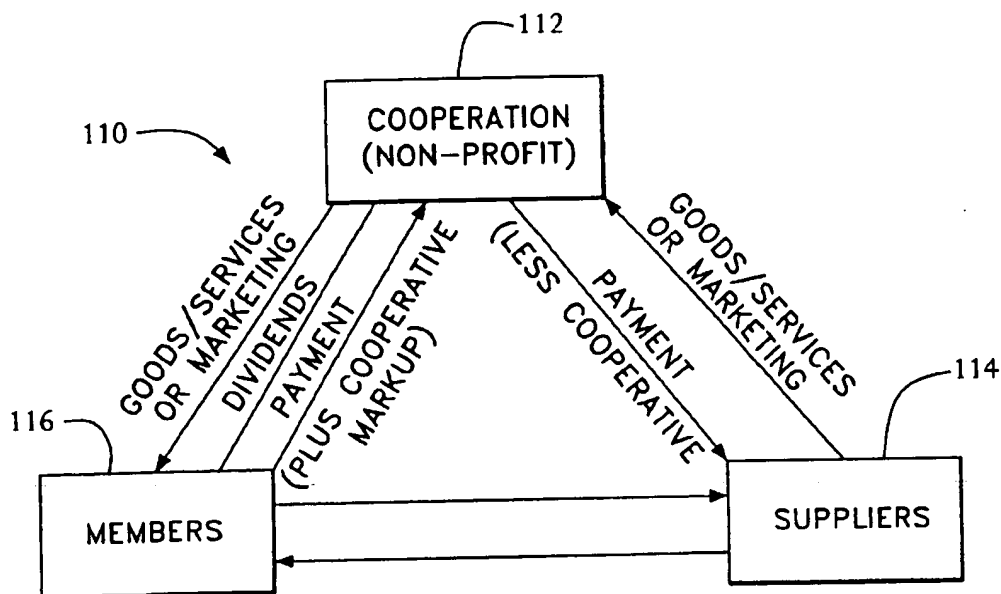 112
COOPERATION
(NON-PROFIT)
110
GOODS/SERVICES
OR MARKETING
DIVIDENDS
PAYMENT
(PLUS COOPERATIVE
MARKUP)
PAYMENT
(LESS COOPERATIVE
GOODS/SERVICES
OR MARKETING
116
114
MEMBERS
SUPPLIERS